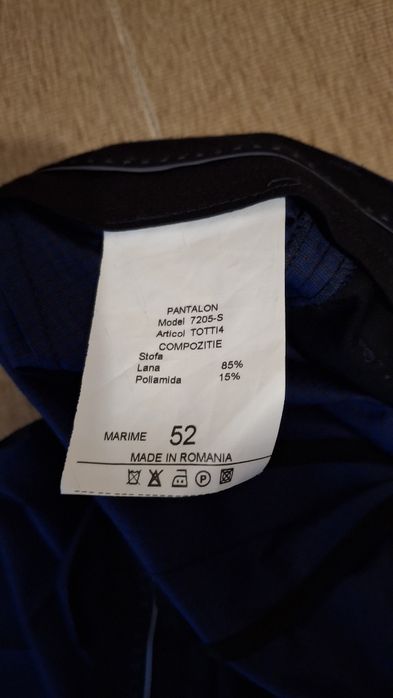 PANTALON
Model 7205-S
Articol TOTTI4
COMPOZITIE
Stofa
Lana 85%
Poliamida 15%
MARIME 52
MADE IN ROMANIA
P